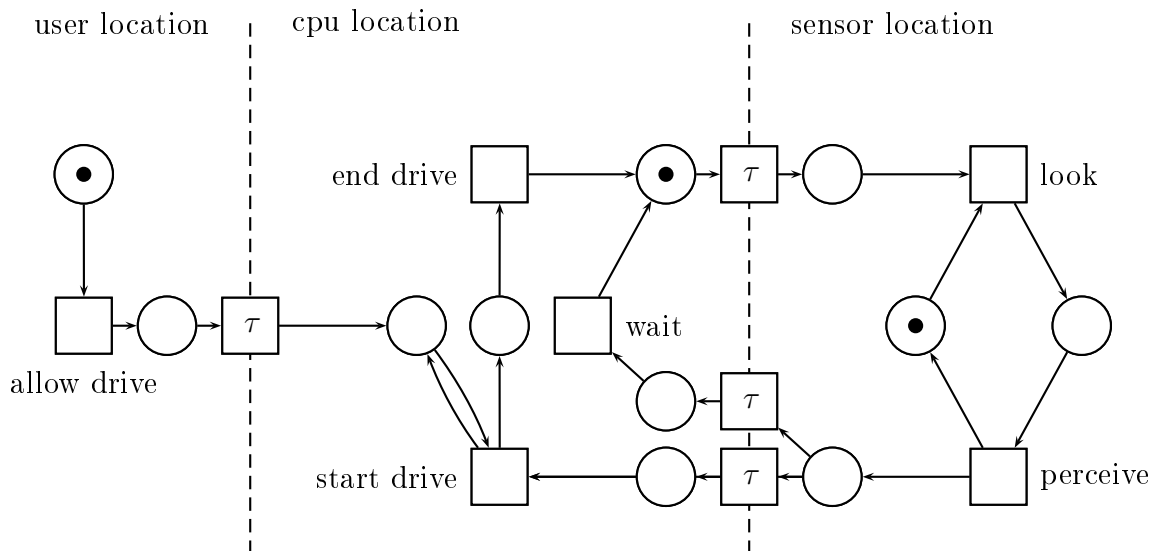 user location
cpu location
sensor location
end drive
τ
look
τ
wait
allow drive
τ
start drive
τ
perceive